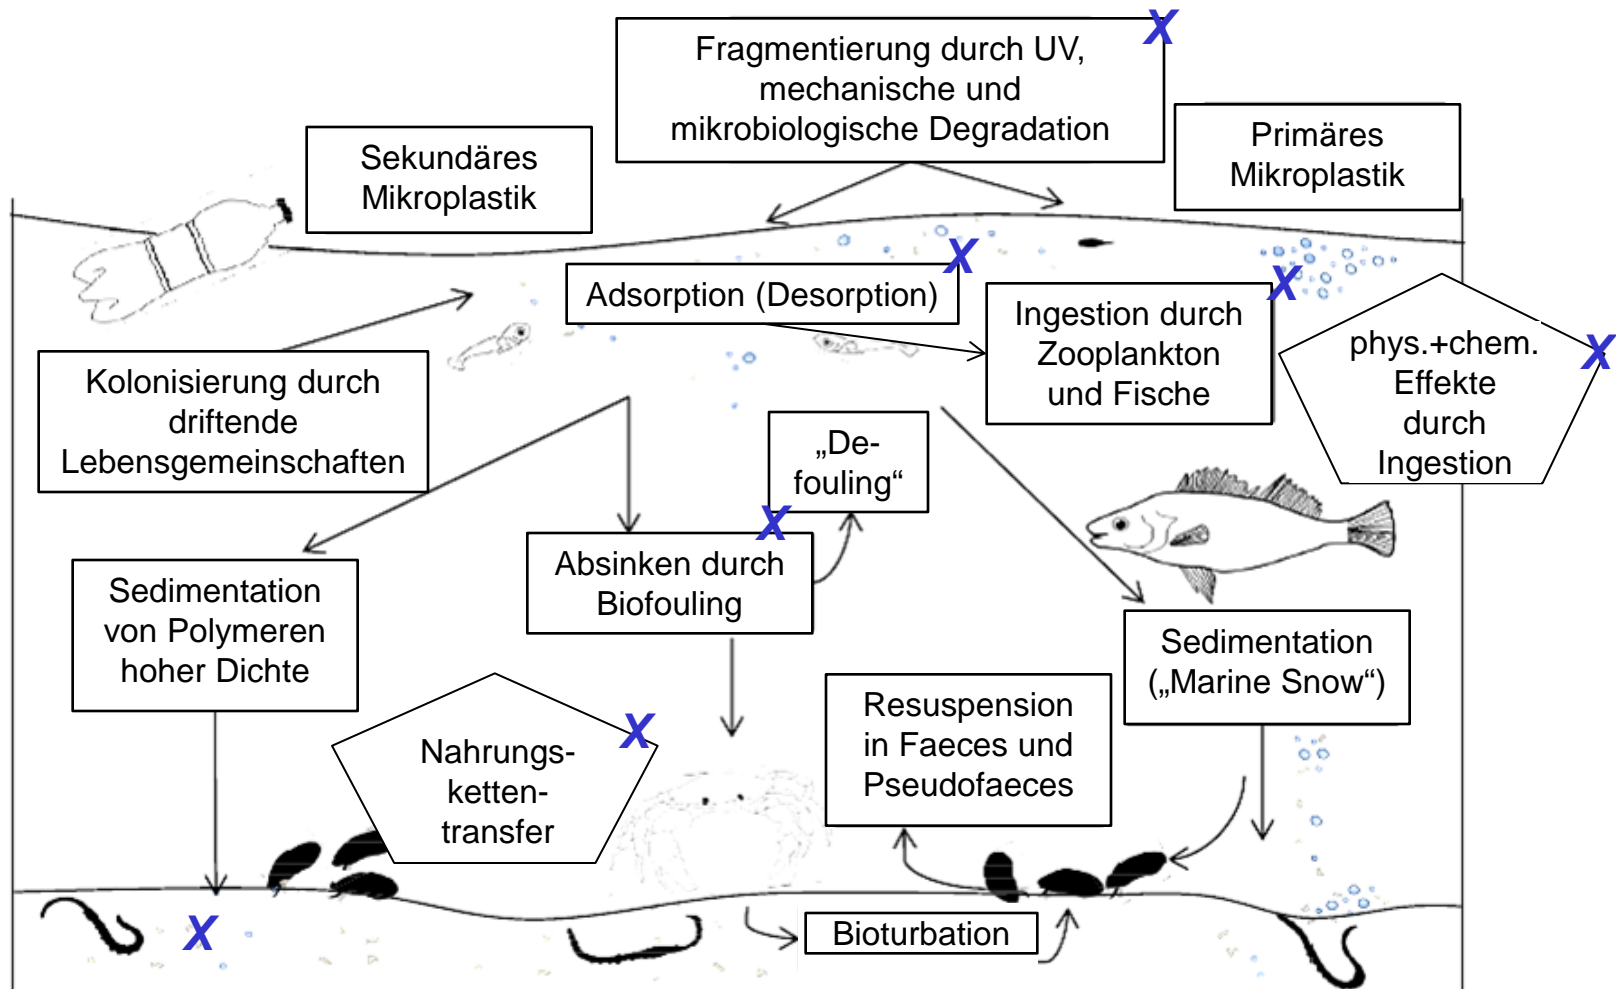 Fragmentierung durch UV,
mechanische und
mikrobiologische Degradation
X
Sekundäres
Mikroplastik
Primäres
Mikroplastik
Adsorption (Desorption)
X
Ingestion durch
Zooplankton
und Fische
X
phys.+chem.
Effekte
durch
Ingestion
X
Kolonisierung durch
driftende
Lebensgemeinschaften
„De-
fouling“
Absinken durch
Biofouling
X
Sedimentation
von Polymeren
hoher Dichte
Sedimentation
(„Marine Snow“)
Nahrungs-
ketten-
transfer
X
Resuspension
in Faeces und
Pseudofaeces
X
Bioturbation